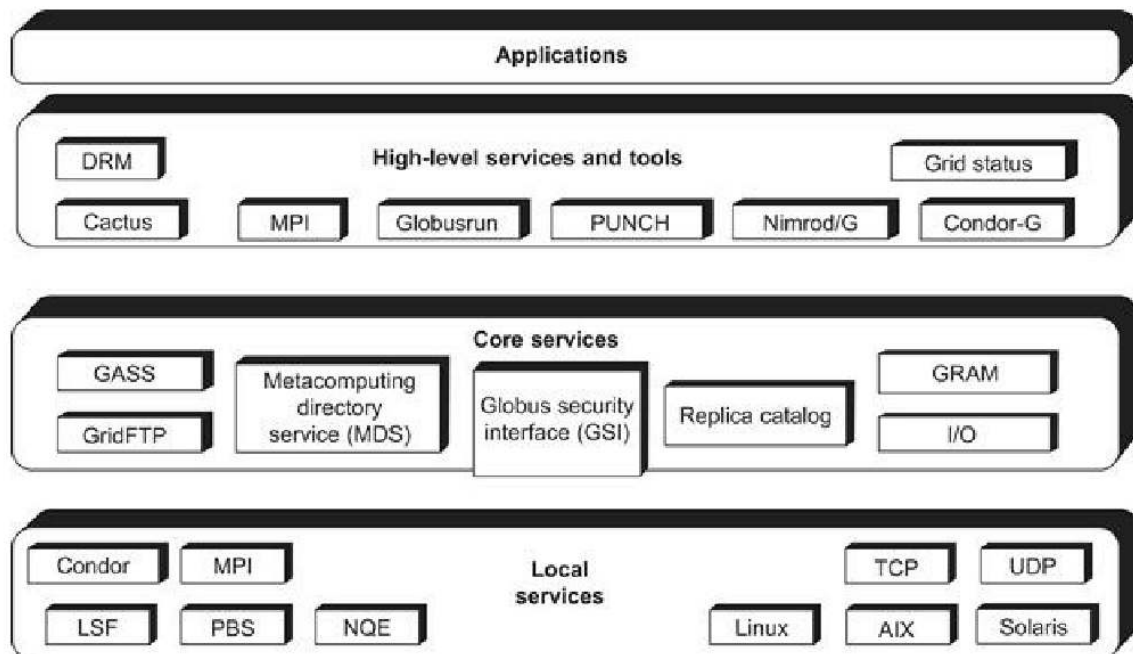 Applications
DRM
High-level services and tools
Grid status
Cactus
MPI
Globusrun
PUNCH
Nimrod/G
Condor-G
Core services
GASS
Metacomputing
directory
service (MDS)
Globus security
interface (GSI)
Replica catalog
GRAM
GridFTP
I/O
Condor
MPI
Local
services
TCP
UDP
LSF
PBS
NQE
Linux
AIX
Solaris